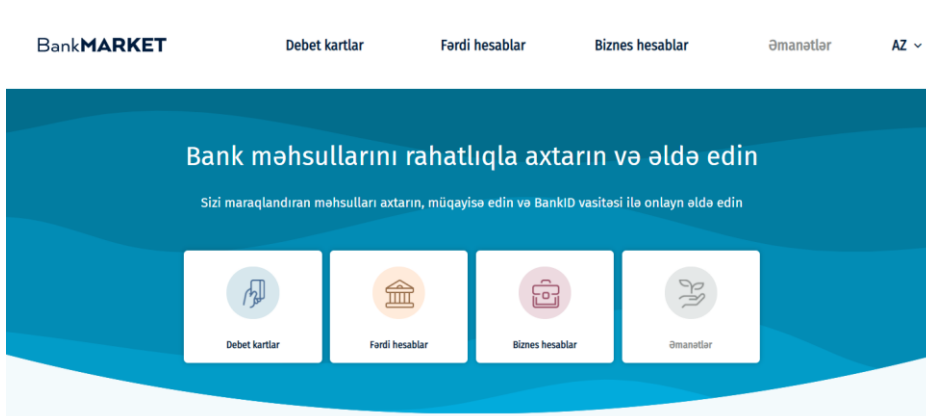 BankMARKET
Debet kartlar
Fərdi hesablar
Biznes hesablar
Əmanətlər
AZ
Bank məhsullarını rahatlıqla axtarın və əldə edin
Sizi maraqlandıran məhsulları axtarın, müqayisə edin və BankID vasitəsi ilə onlayn əldə edin
Debet kartlar
Fərdi hesablar
Biznes hesablar
Əmanətlər